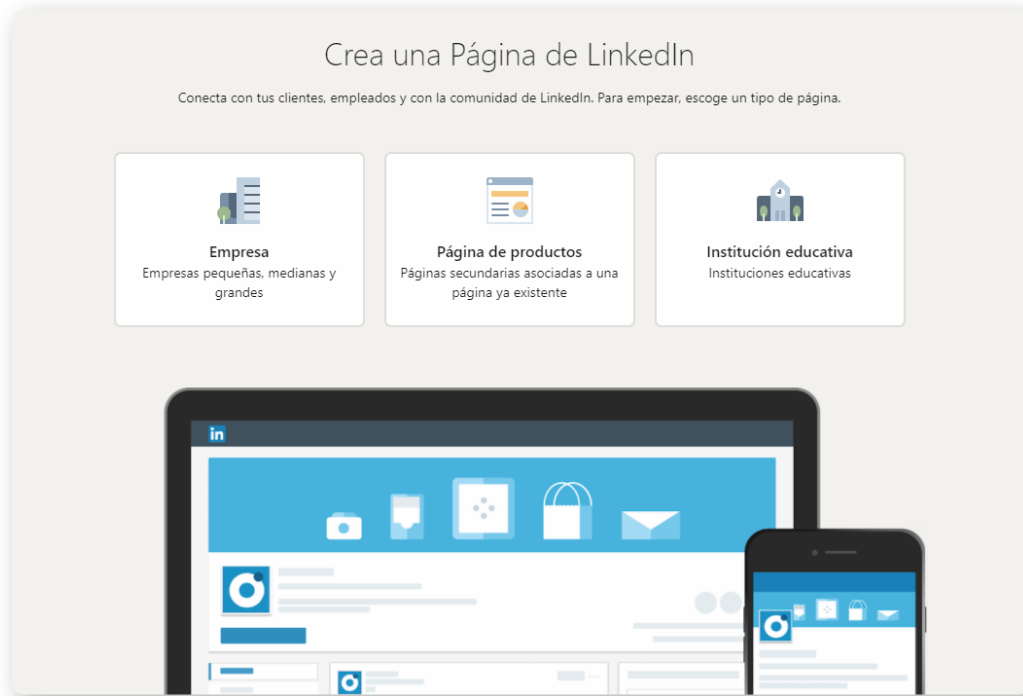 Crea una Página de LinkedIn
Conecta con tus clientes, empleados y con la comunidad de LinkedIn. Para empezar, escoge un tipo de página.
Empresa
Empresas pequeñas, medianas y
grandes
Página de productos
Páginas secundarias asociadas a una
página ya existente
Institución educativa
Instituciones educativas
in